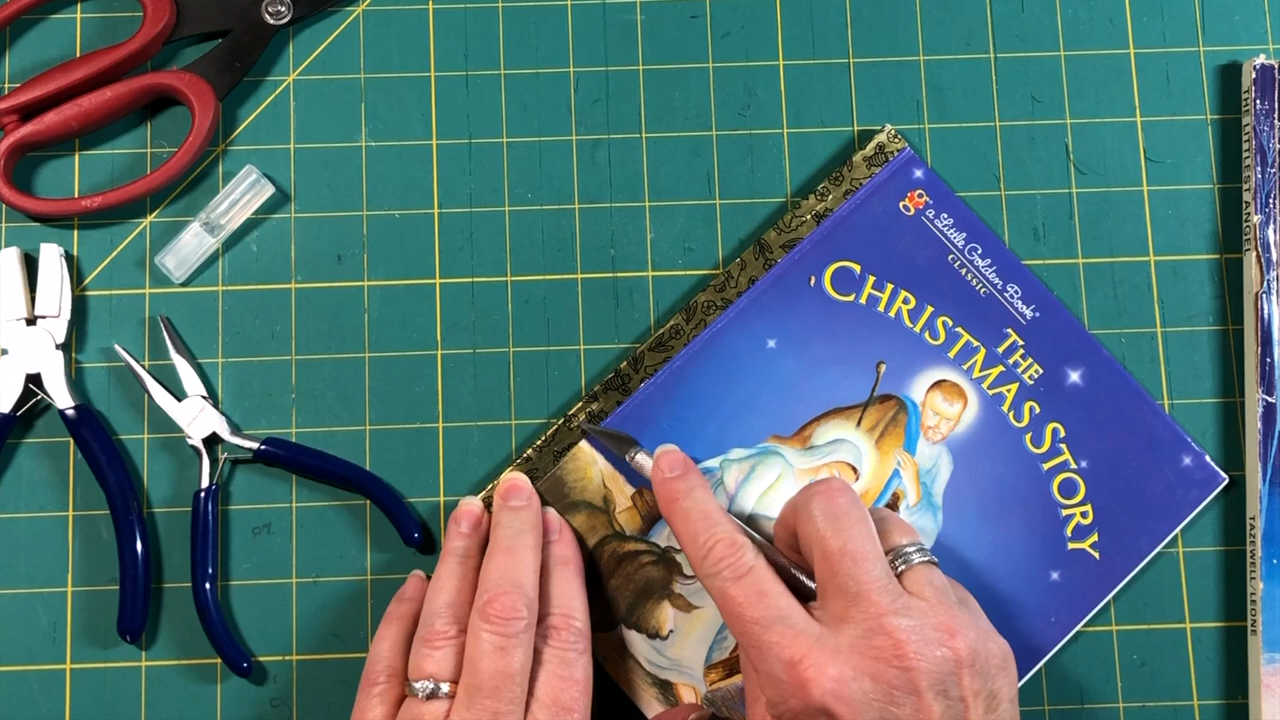 a Little Golden Book®
CLASSIC
THE
CHRISTMAS STORY
THE LITTLEST ANGEL
TAZEWELL/LEONE